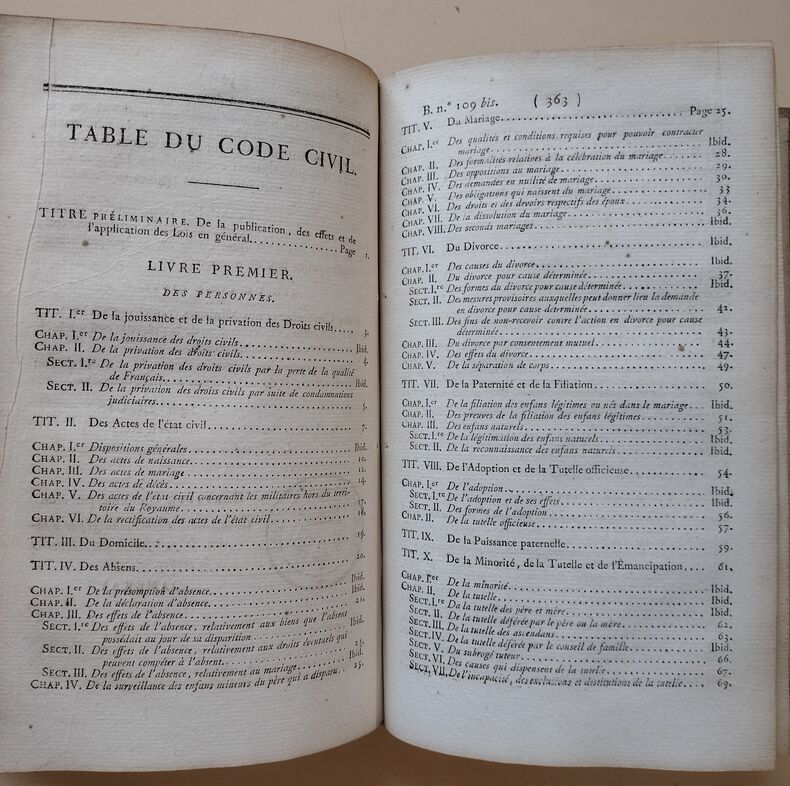 TABLE DU CODE CIVIL.
TITRE PRÉLIMINAIRE. De la publication, des effets et de
l'application des Lois en général............... Page 1.
LIVRE PREMIER.
DES PERSONNES.
TIT. I.er De la jouissance et de la privation des Droits civils..... 3.
CHAP. I.er De la jouissance des droits civils.................. Ibid.
CHAP. II. De la privation des droits civils.................. 4.
SECT. I.re De la privation des droits civils par la perte de la qualité
de Français........................... Ibid.
SECT. II. De la privation des droits civils par suite de condamnations
judiciaires........................... 5.
TIT. II. Des Actes de l'état civil........................ 7.
CHAP. I.er Dispositions générales........................ Ibid.
CHAP. II. Des actes de naissance........................ 10.
CHAP. III. Des actes de mariage........................ 12.
CHAP. IV. Des actes de décès........................ 14.
CHAP. V. Des actes de l'état civil concernant les militaires hors du terri-
toire du Royaume........................ 17.
CHAP. VI. De la rectification des actes de l'état civil............ 18.
TIT. III. Du Domicile........................ 19.
TIT. IV. Des Absens........................ 20.
CHAP. I.er De la présomption d'absence.................. Ibid.
CHAP. II. De la déclaration d'absence.................. 21.
CHAP. III. Des effets de l'absence.....................
SECT. I.re Des effets de l'absence, relativement aux biens que l'absent
possédait au jour de sa disparition............ Ibid.
SECT. II. Des effets de l'absence, relativement aux droits éventuels qui
peuvent compéter à l'absent............ 24.
SECT. III. Des effets de l'absence, relativement au mariage......... Ibid.
CHAP. IV. De la surveillance des enfans mineurs du père qui a disparu.. 25.
B. n.º 109 bis. ( 363 )
TIT. V. Du Mariage........................ Page 25.
CHAP. I.er Des qualités et conditions requises pour pouvoir contracter
mariage........................ Ibid.
CHAP. II. Des formalités relatives à la célébration du mariage...... 28.
CHAP. III. Des oppositions au mariage.................. 29.
CHAP. IV. Des demandes en nullité de mariage............ 30.
CHAP. V. Des obligations qui naissent du mariage......... 33
CHAP. VI. Des droits et des devoirs respectifs des époux......... 34.
CHAP. VII. De la dissolution du mariage............ 36.
CHAP. VIII. Des seconds mariages.................. Ibid.
TIT. VI. Du Divorce........................ Ibid.
CHAP. I.er Des causes du divorce.................. Ibid.
CHAP. II. Du divorce pour cause déterminée............ 37.
SECT. I.re Des formes du divorce pour cause déterminée......... Ibid.
SECT. II. Des mesures provisoires auxquelles peut donner lieu la demande
en divorce pour cause déterminée............ 42.
SECT. III. Des fins de non-recevoir contre l'action en divorce pour cause
déterminée........................ 43.
CHAP. III. Du divorce par consentement mutuel............ 44.
CHAP. IV. Des effets du divorce.................. 47.
CHAP. V. De la séparation de corps.................. 49.
TIT. VII. De la Paternité et de la Filiation............ 50.
CHAP. I.er De la filiation des enfans légitimes ou nés dans le mariage... Ibid.
CHAP. II. Des preuves de la filiation des enfans légitimes......... 51.
CHAP. III. Des enfans naturels.................. 53.
SECT. I.re De la légitimation des enfans naturels............ Ibid.
SECT. II. De la reconnaissance des enfans naturels............ Ibid.
TIT. VIII. De l'Adoption et de la Tutelle officieuse............ 54.
CHAP. I.er De l'adoption........................ Ibid.
SECT. I.re De l'adoption et de ses effets............ Ibid.
SECT. II. Des formes de l'adoption............ 56.
CHAP. II. De la tutelle officieuse............ 57.
TIT. IX. De la Puissance paternelle............ 59.
TIT. X. De la Minorité, de la Tutelle et de l'Émancipation...... 61.
CHAP. I.er De la minorité.................. Ibid.
CHAP. II. De la tutelle.................. Ibid.
SECT. I.re De la tutelle des père et mère............ Ibid.
SECT. II. De la tutelle déférée par le père ou la mère......... 62.
SECT. III. De la tutelle des ascendans............ 63.
SECT. IV. De la tutelle déférée par le conseil de famille......... Ibid.
SECT. V. Du subrogé tuteur.................. 66.
SECT. VI. Des causes qui dispensent de la tutelle......... 67.
SECT. VII. De l'incapacité, des exclusions et destitutions de la tutelle.... 69.